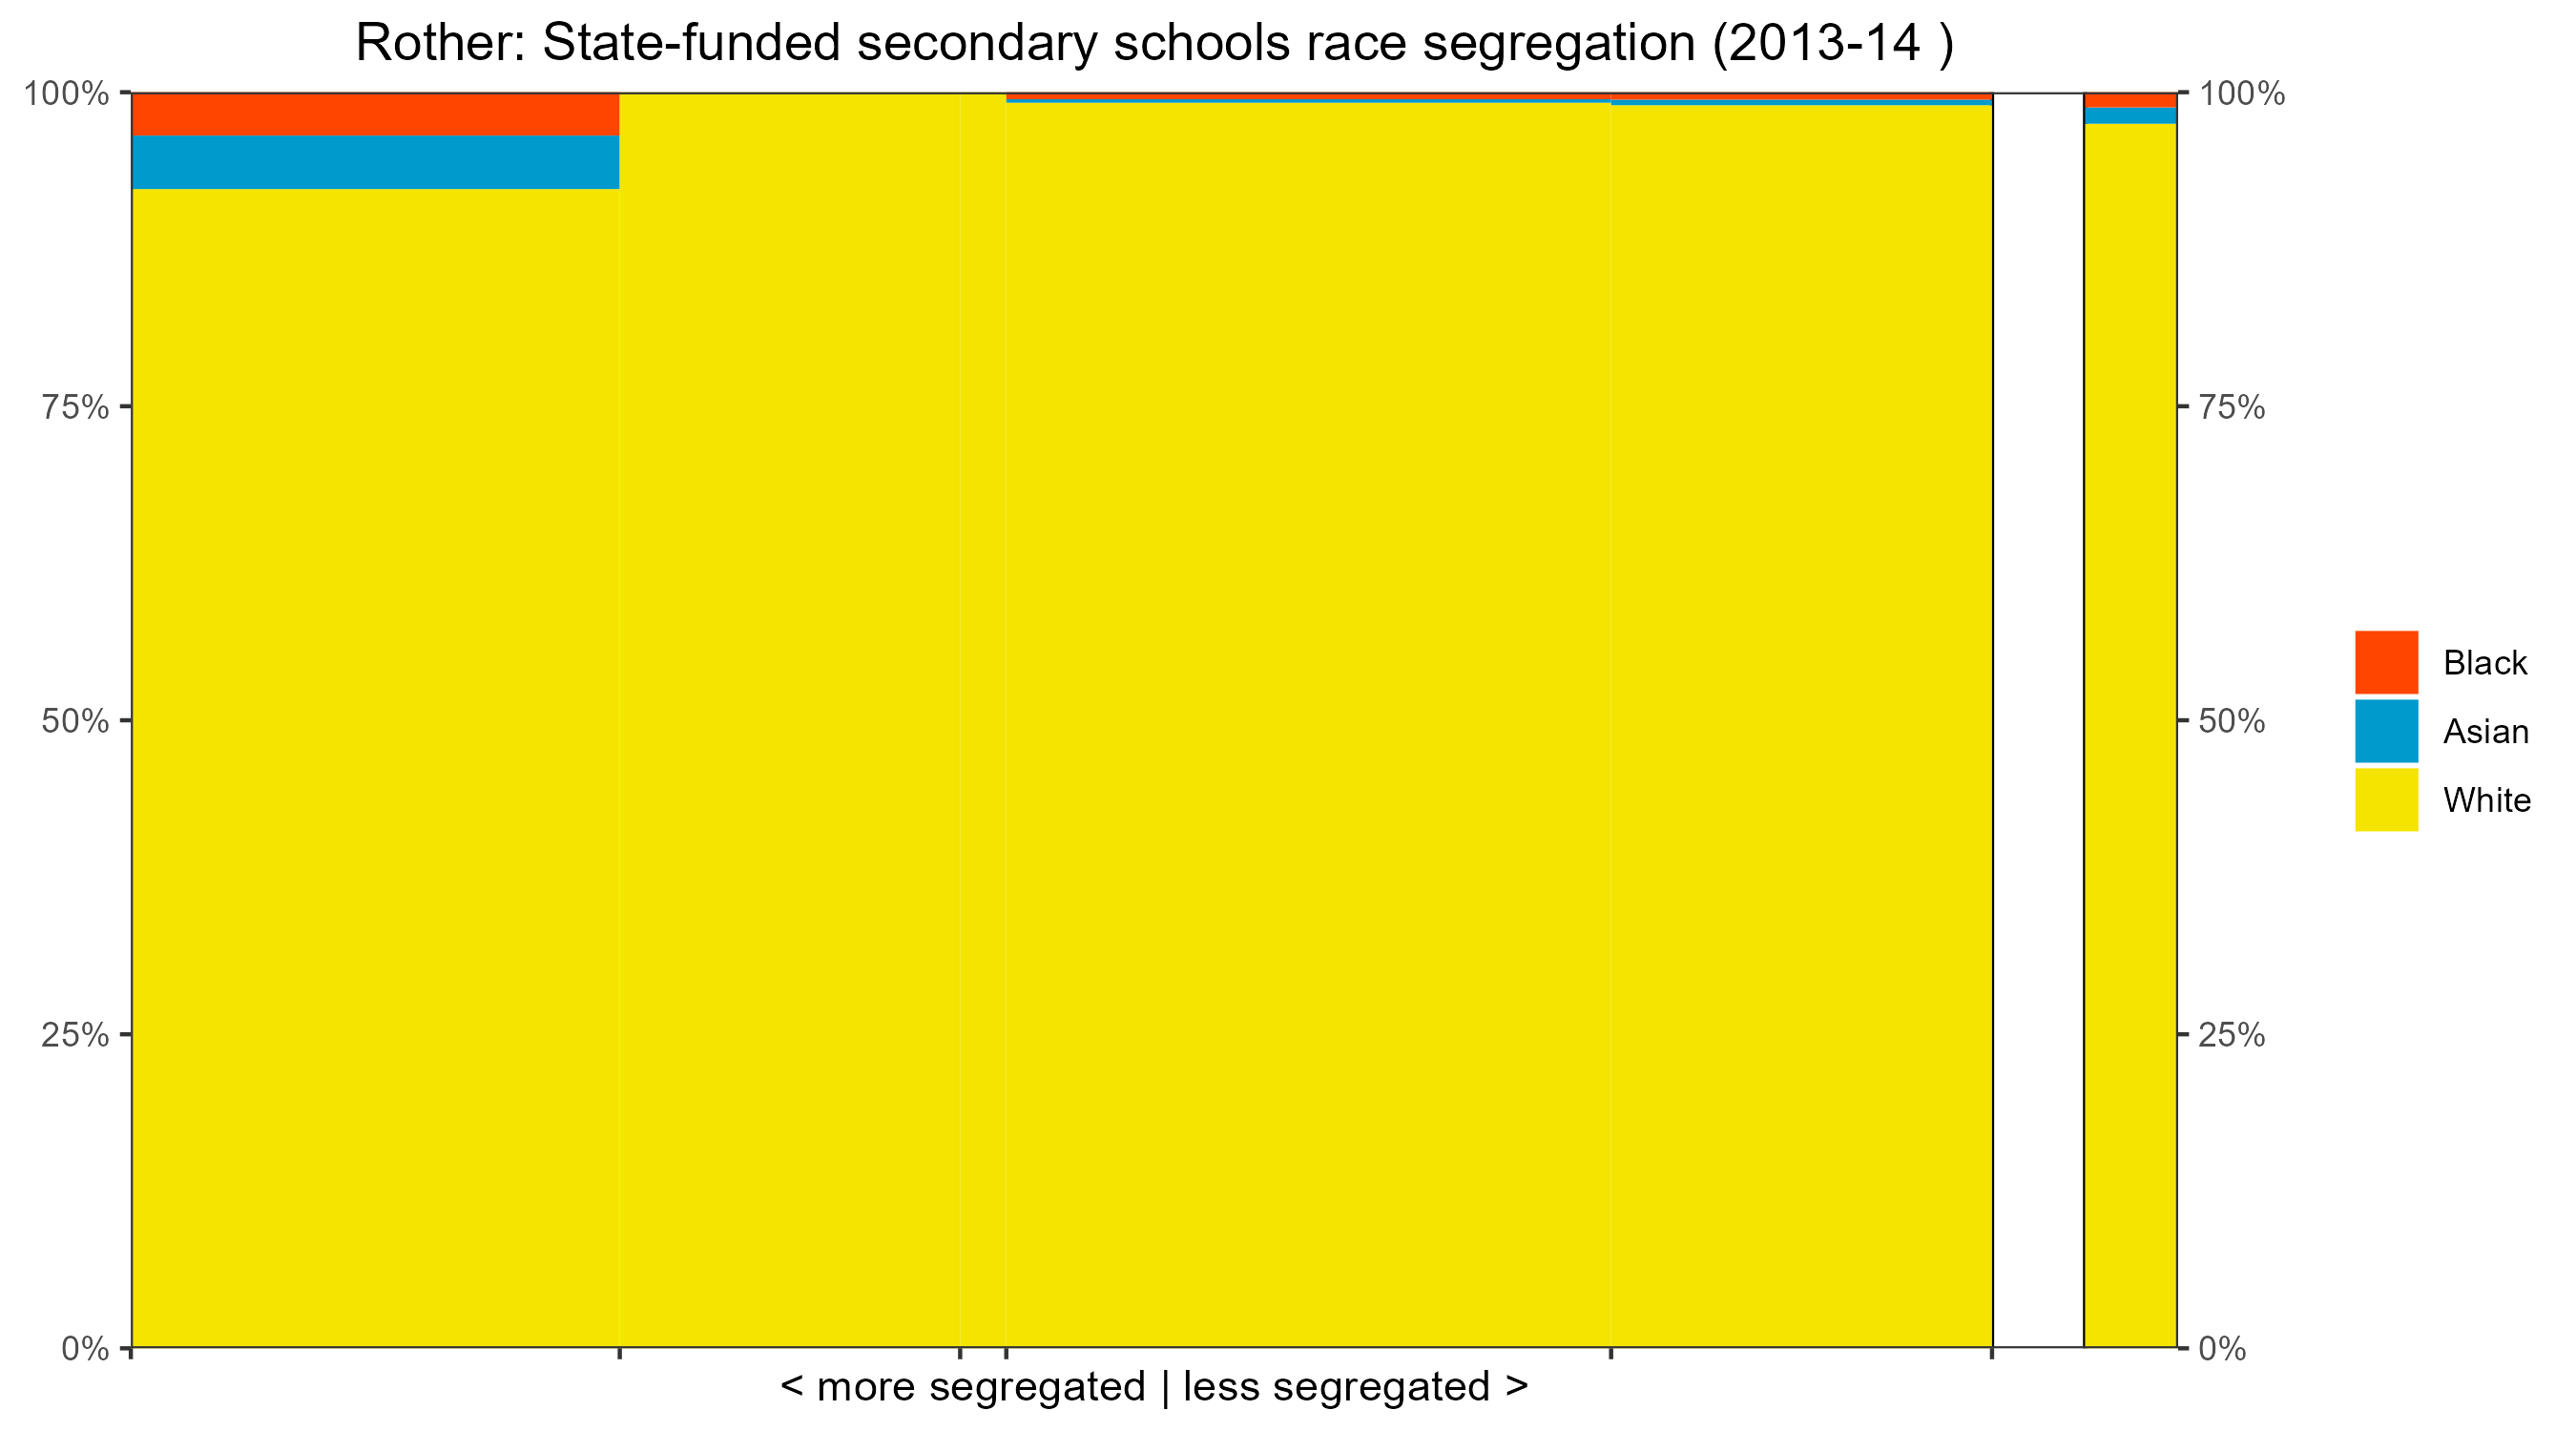 Rother: State-funded secondary schools race segregation (2013-14 )
100%
75%
50%
25%
0%
100%
75%
50%
25%
0%
Black
Asian
White
< more segregated | less segregated >